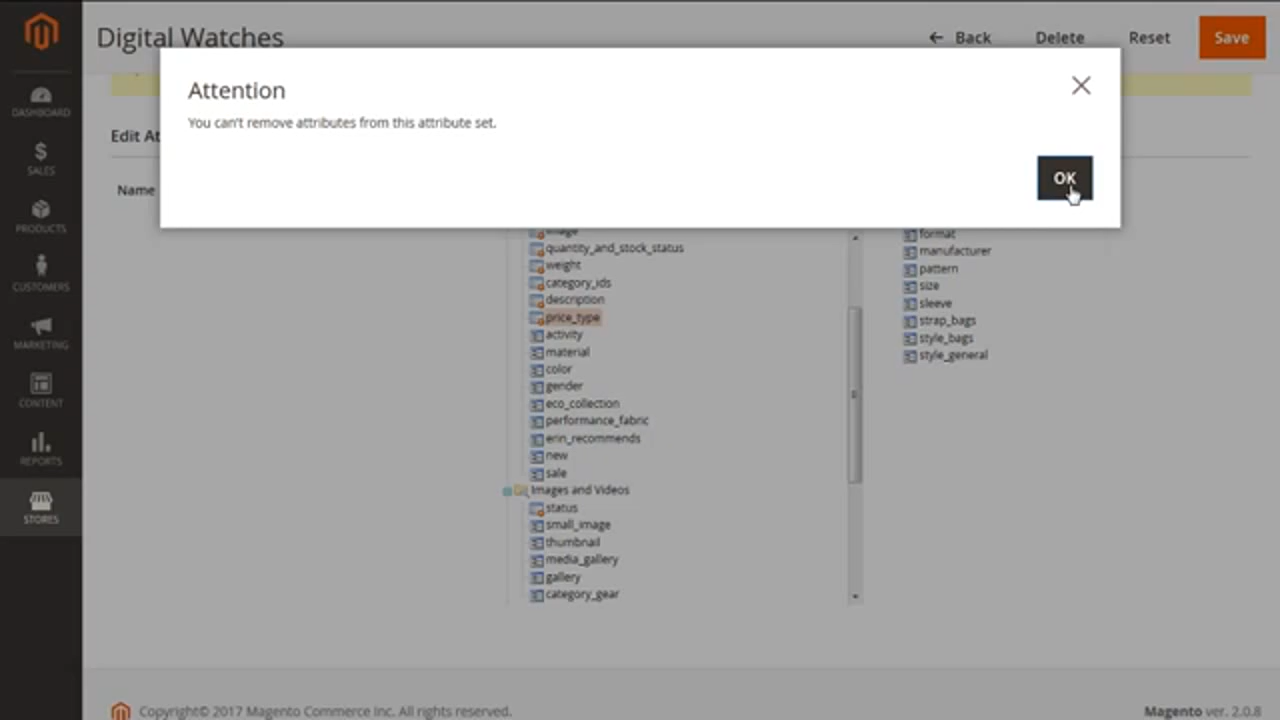 Digital Watches
Back
Delete
Reset
Save
Attention
You can't remove attributes from this attribute set.
OK
DASHBOARD
SALES
PRODUCTS
CUSTOMERS
MARKETING
CONTENT
REPORTS
STORES
Edit At
Name
image
quantity_and_stock_status
weight
category_ids
description
price_type
activity
material
color
gender
eco_collection
performance_fabric
erin_recommends
new
sale
Images and Videos
status
small_image
thumbnail
media_gallery
gallery
category_gear
format
manufacturer
pattern
size
sleeve
strap_bags
style_bags
style_general
Copyright© 2017 Magento Commerce Inc. All rights reserved.
Magento ver. 2.0.8